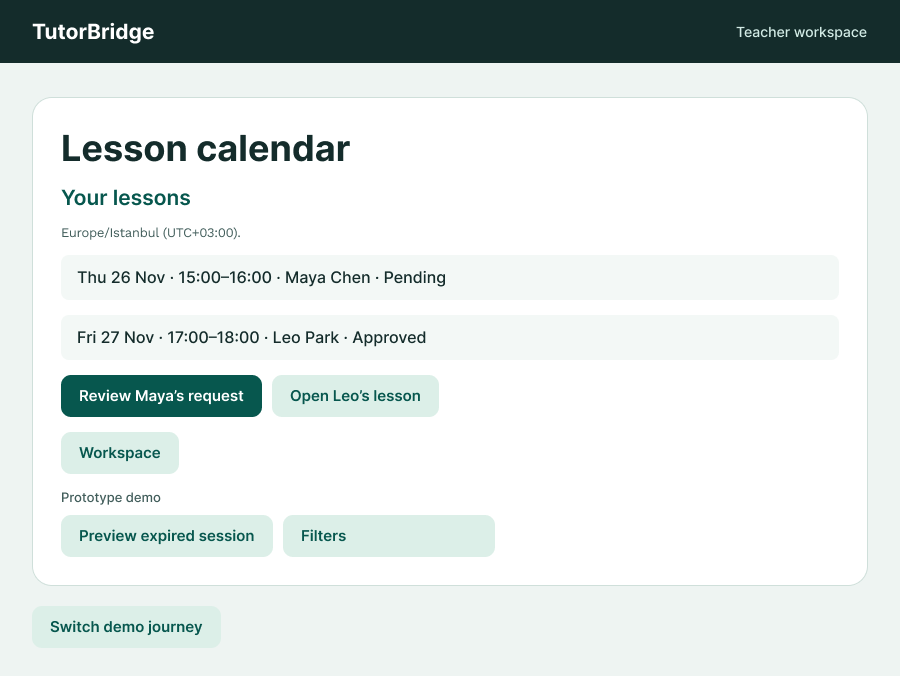 TutorBridge
Teacher workspace
Lesson calendar
Your lessons
Europe/Istanbul (UTC+03:00).
Thu 26 Nov · 15:00–16:00 · Maya Chen · Pending
Fri 27 Nov · 17:00–18:00 · Leo Park · Approved
Review Maya’s request
Open Leo’s lesson
Workspace
Prototype demo
Preview expired session
Filters
Switch demo journey